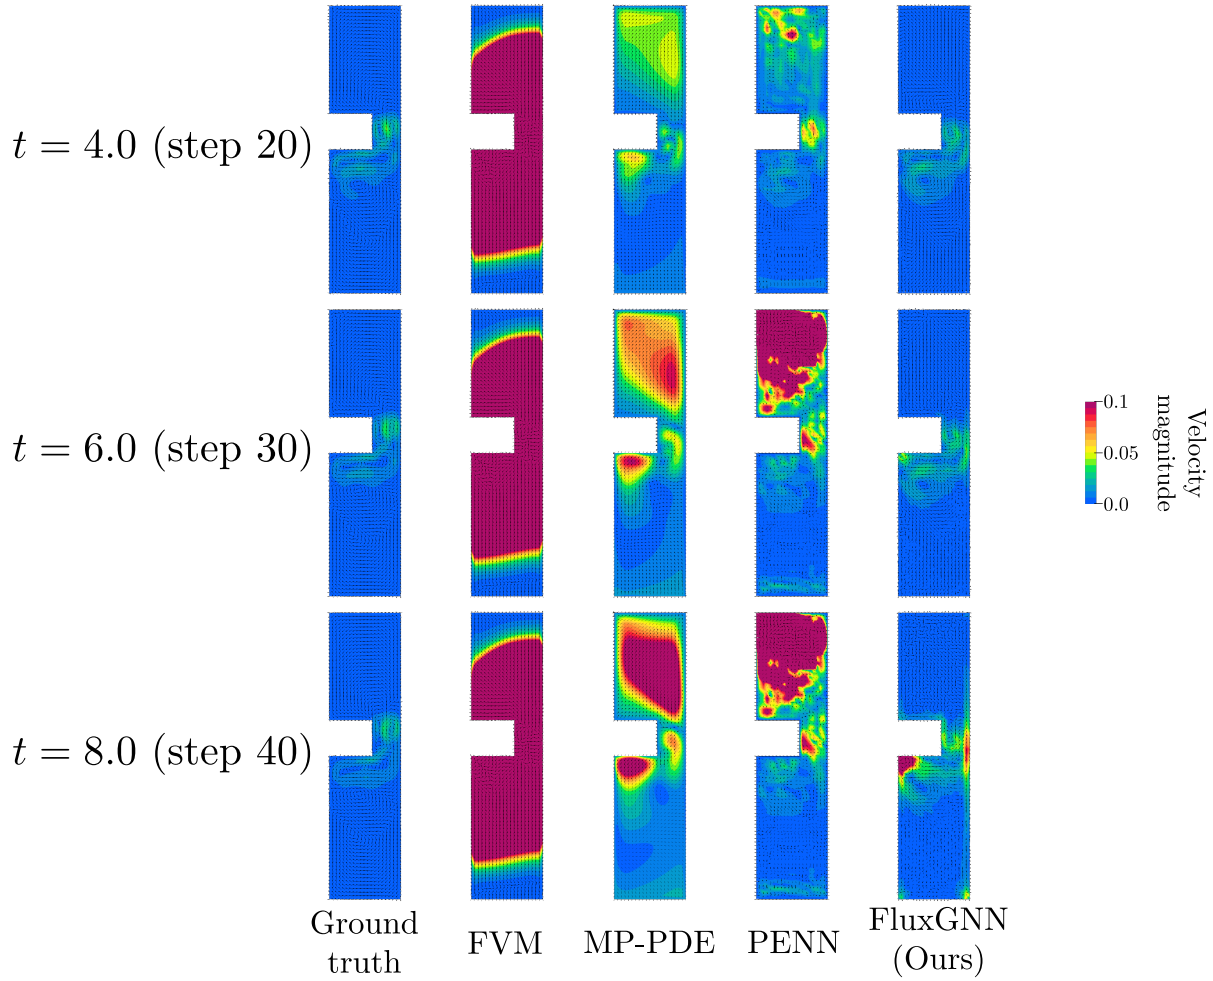 t = 4.0 (step 20)
t = 6.0 (step 30)
t = 8.0 (step 40)
0.1
0.05
0.0
Velocity
magnitude
Ground
truth
FVM
MP-PDE
PENN
FluxGNN
(Ours)